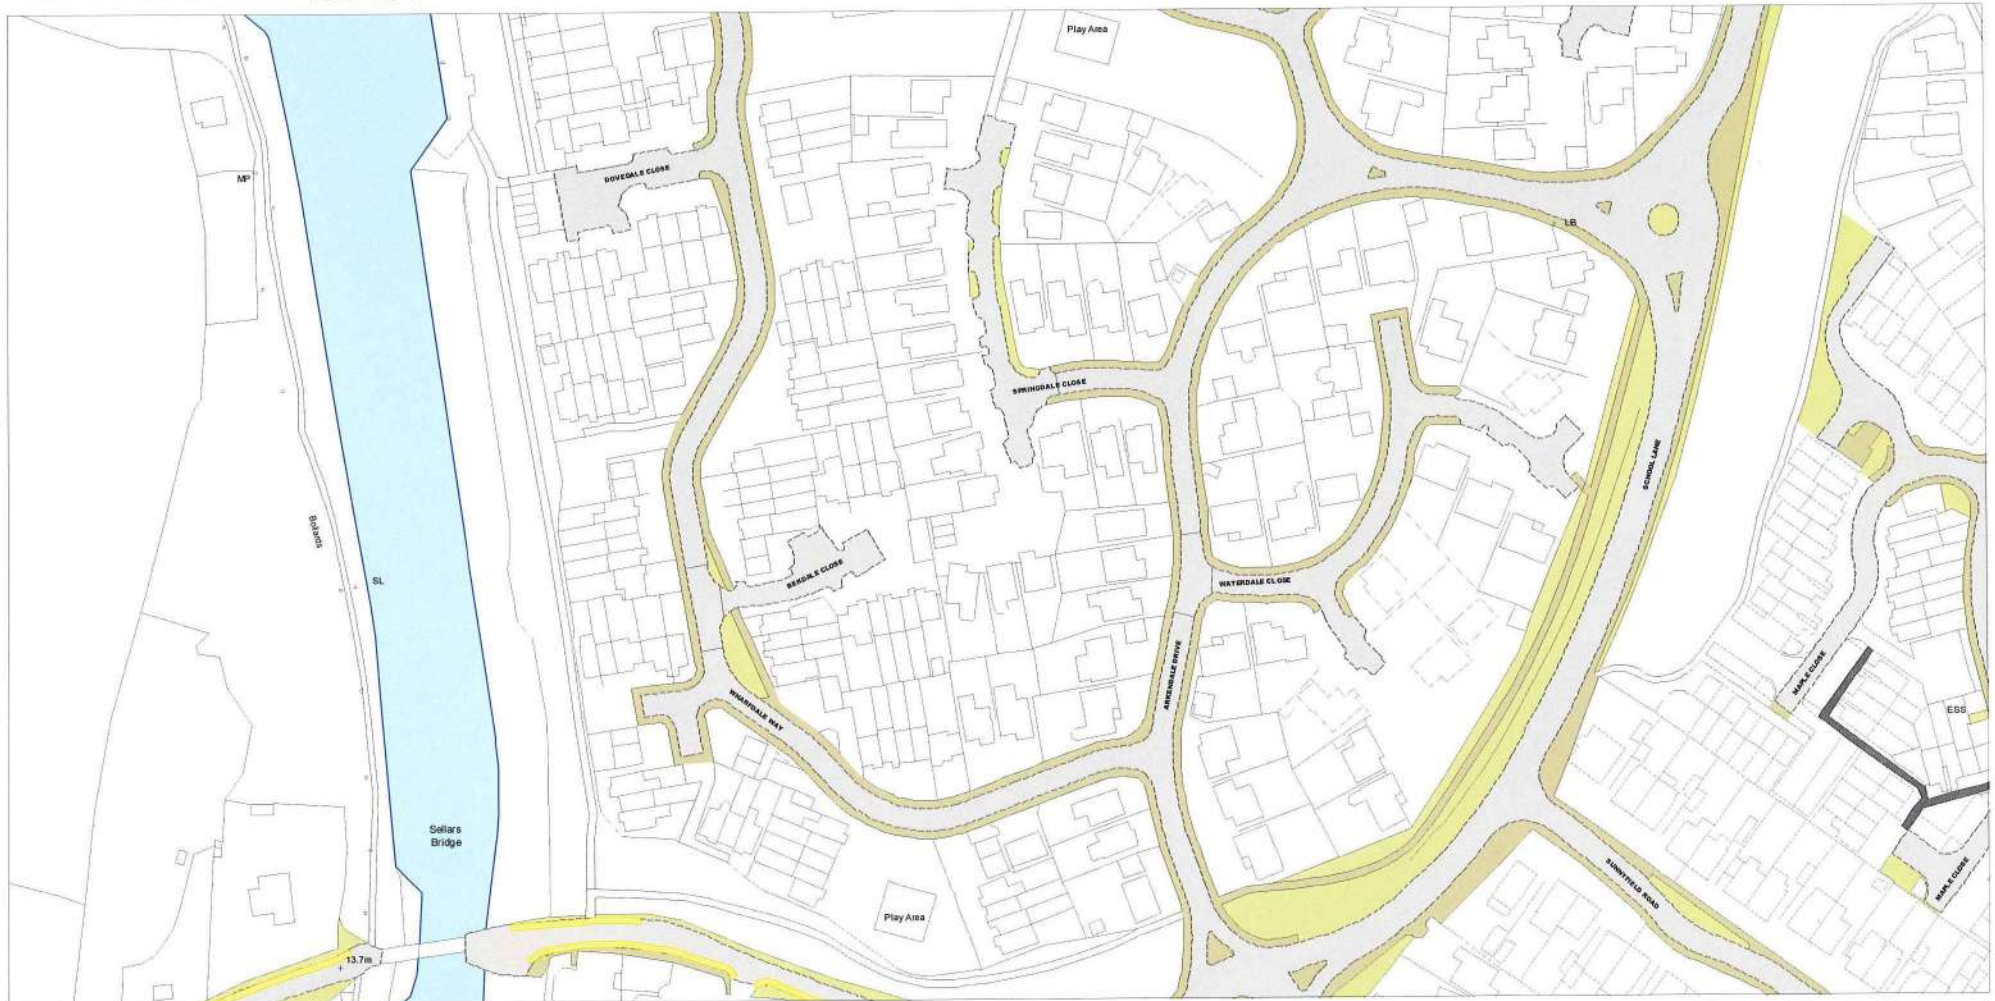 Play Area
DOVEDALE CLOSE
MP
LB
SPRINGDALE CLOSE
SCHOOL LANE
Bollards
SL
BEKDALE CLOSE
WATERDALE CLOSE
ARKENDALE DRIVE
MAPLE CLOSE
WHARFDALE WAY
ESS
Sellars
Bridge
SUNNYFIELD ROAD
MAPLE CLOSE
Play Area
13.7m